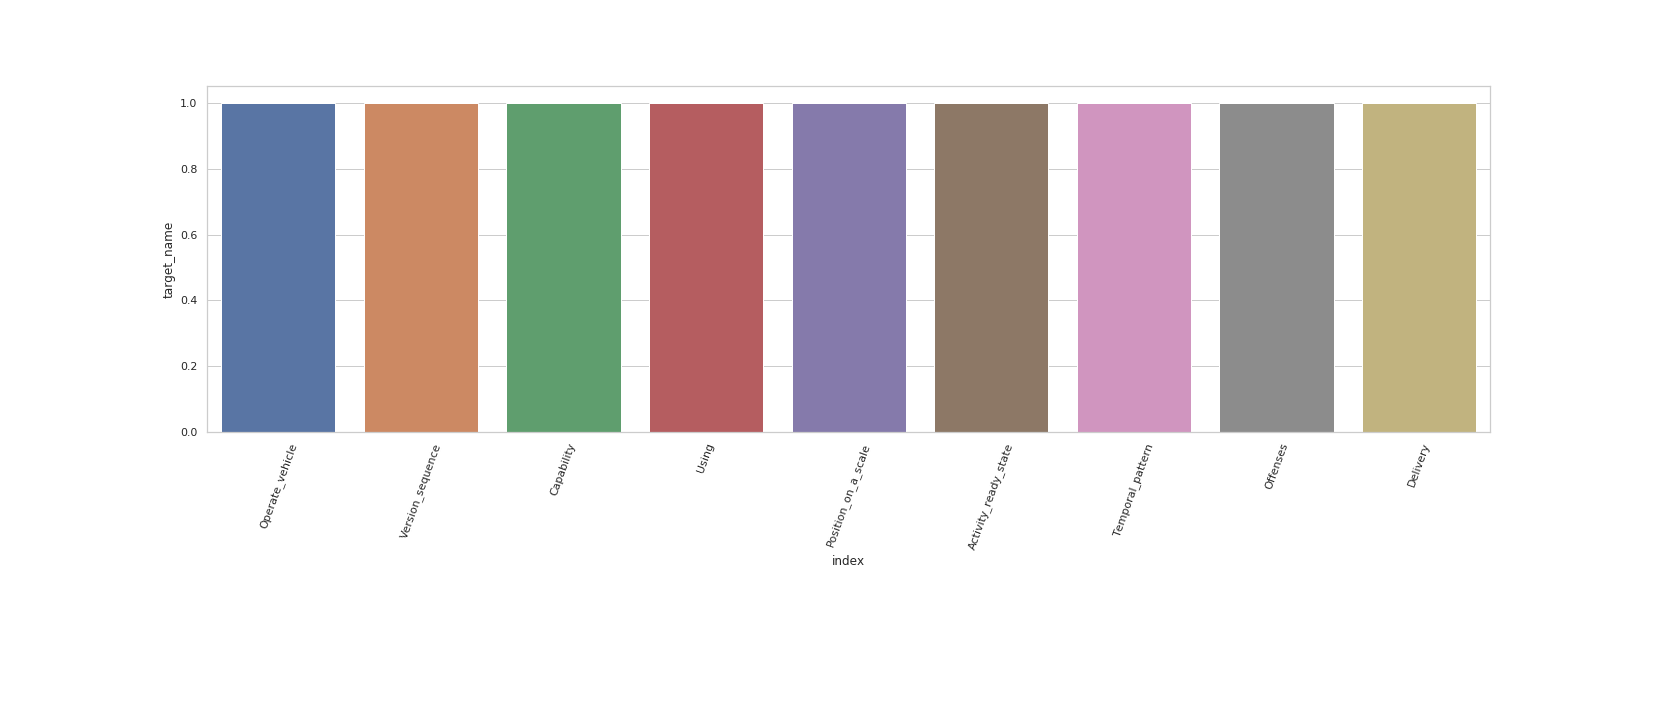 1.0
0.8
0.6
0.4
0.2
0.0
target_name
Operate_vehicle
Version_sequence
Capability
Using
Position_on_a_scale
Activity_ready_state
Temporal_pattern
Offenses
Delivery
index